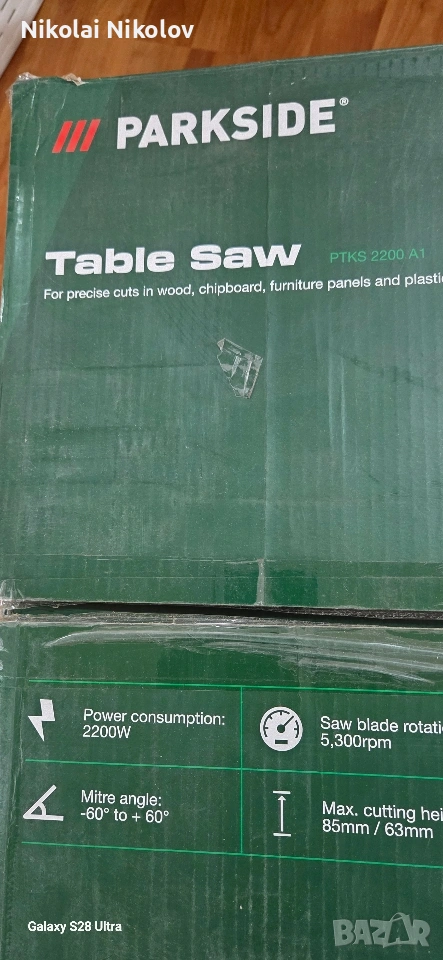 Nikolai Nikolov
PARKSIDE®
Table Saw PTKS 2200 A1
For precise cuts in wood, chipboard, furniture panels and plasti
Power consumption:
2200W
Saw blade rotati
5,300rpm
Mitre angle:
-60° to + 60°
Max. cutting hei
85mm / 63mm
Galaxy S28 Ultra
BAZAR